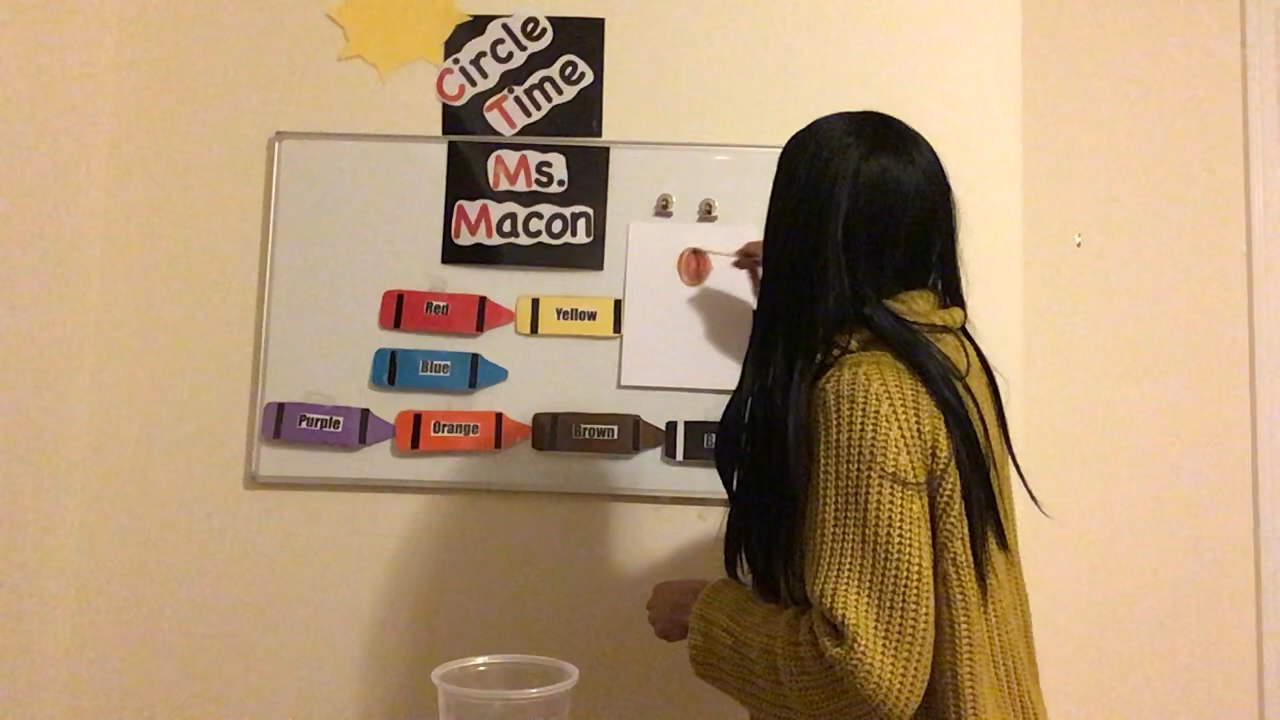 Circle
Time
Ms.
Macon
Red
Yellow
Blue
Purple
Orange
Brown